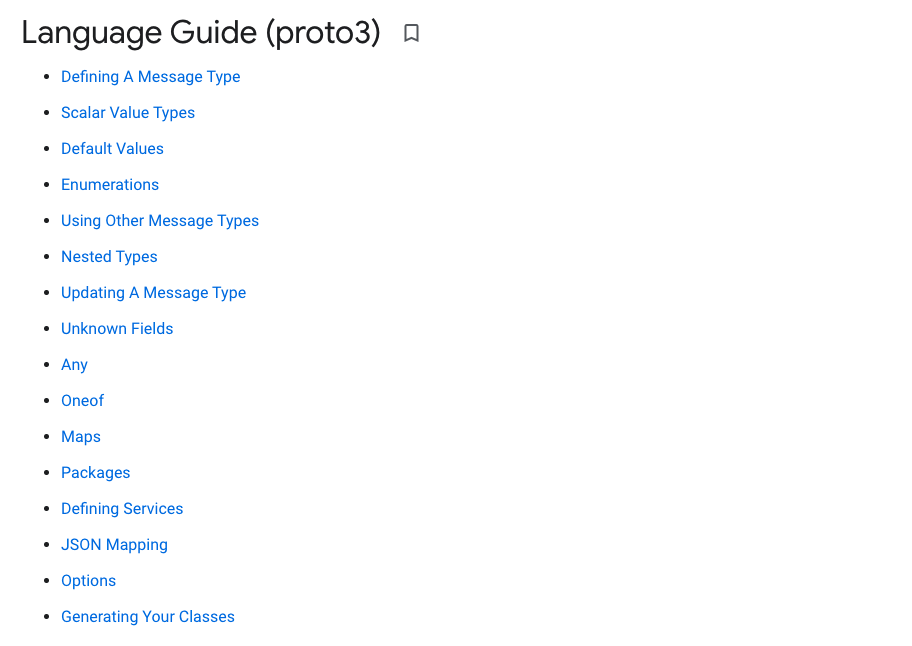 Language Guide (proto3)
Defining A Message Type
Scalar Value Types
Default Values
Enumerations
Using Other Message Types
Nested Types
Updating A Message Type
Unknown Fields
Any
Oneof
Maps
Packages
Defining Services
JSON Mapping
Options
Generating Your Classes